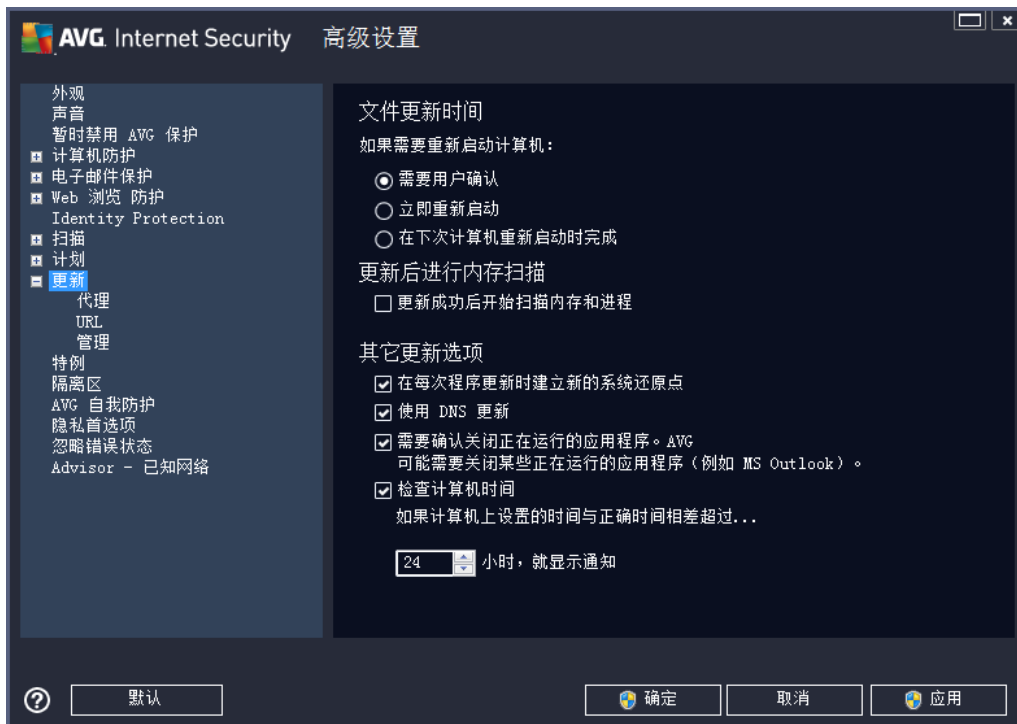 AVG. Internet Security 高级设置
外观
声音
暂时禁用 AVG 保护
计算机防护
电子邮件保护
Web 浏览 防护
Identity Protection
扫描
计划
更新
代理
URL
管理
特例
隔离区
AVG 自我防护
隐私首选项
忽略错误状态
Advisor - 已知网络
文件更新时间
如果需要重新启动计算机：
需要用户确认
立即重新启动
在下次计算机重新启动时完成
更新后进行内存扫描
更新成功后开始扫描内存和进程
其它更新选项
在每次程序更新时建立新的系统还原点
使用 DNS 更新
需要确认关闭正在运行的应用程序。AVG
可能需要关闭某些正在运行的应用程序（例如 MS Outlook）。
检查计算机时间
如果计算机上设置的时间与正确时间相差超过...
24 小时，就显示通知
默认
确定
取消
应用